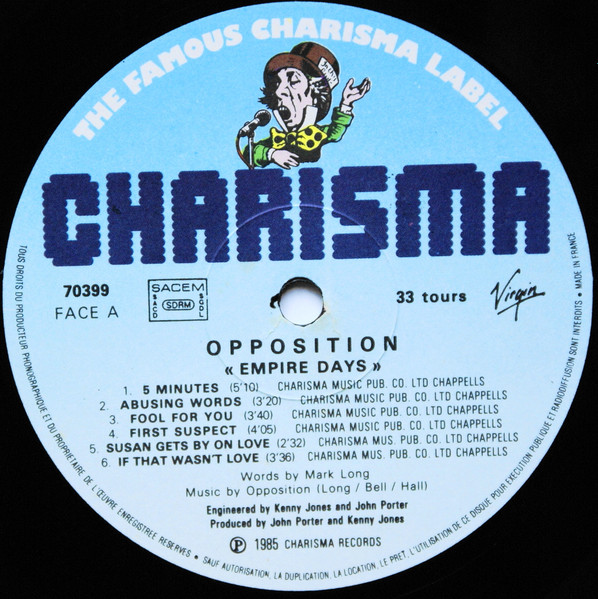 THE FAMOUS CHARISMA LABEL
CHARISMA
70399
FACE A
SACEM
SACD
SDRM
SGDL
33 tours
Virgin
OPPOSITION
« EMPIRE DAYS »
1. 5 MINUTES (5'10) CHARISMA MUSIC PUB. CO. LTD CHAPPELLS
2. ABUSING WORDS (3'20) CHARISMA MUSIC PUB. CO. LTD CHAPPELLS
3. FOOL FOR YOU (3'40) CHARISMA MUSIC PUB. CO. LTD CHAPPELLS
4. FIRST SUSPECT (4'05) CHARISMA MUSIC PUB. CO. LTD CHAPPELLS
5. SUSAN GETS BY ON LOVE (2'32) CHARISMA MUS. PUB. CO. LTD CHAPPELLS
6. IF THAT WASN'T LOVE (3'36) CHARISMA MUS. PUB. CO. LTD CHAPPELLS
Words by Mark Long
Music by Opposition (Long / Bell / Hall)
Engineered by Kenny Jones and John Porter
Produced by John Porter and Kenny Jones
Ⓟ 1985 CHARISMA RECORDS
TOUS DROITS DU PRODUCTEUR PHONOGRAPHIQUE ET DU PROPRIETAIRE DE L'ŒUVRE ENREGISTREE RESERVES • SAUF AUTORISATION, LA DUPLICATION, LA LOCATION, LE PRET, L'UTILISATION DE CE DISQUE POUR EXECUTION PUBLIQUE ET RADIODIFFUSION SONT INTERDITS • MADE IN FRANCE